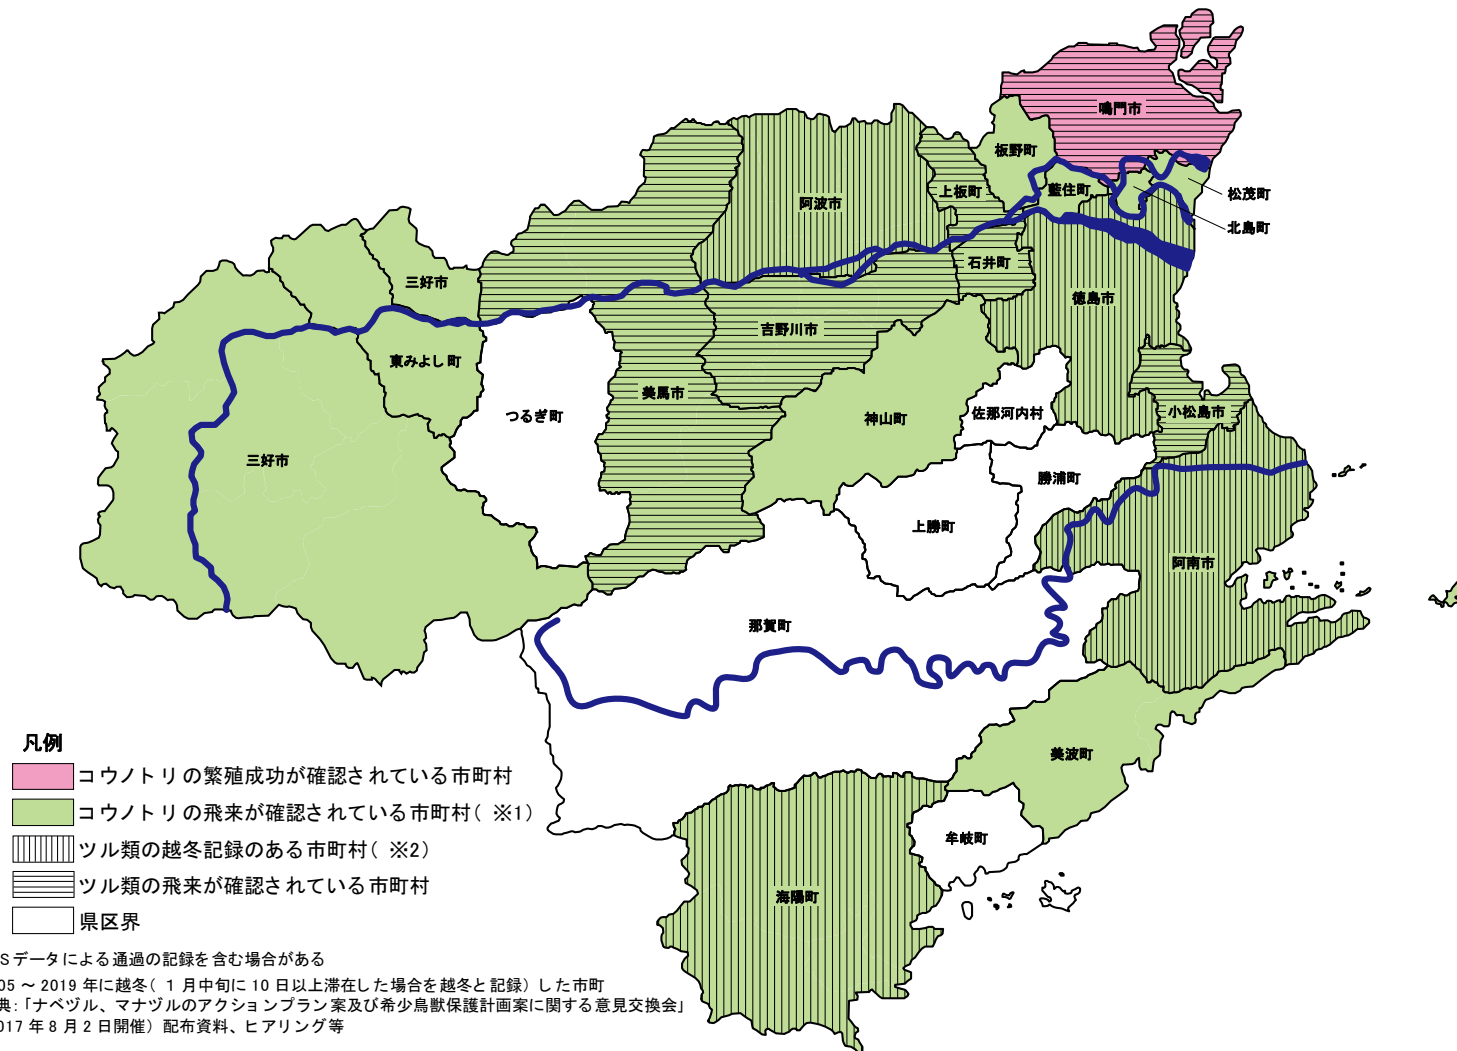 鳴門市
板野町
松茂町
上板町
藍住町
阿波市
北島町
石井町
三好市
徳島市
吉野川市
東みよし町
美馬市
小松島市
つるぎ町
神山町
佐那河内村
三好市
勝浦町
上勝町
阿南市
那賀町
美波町
牟岐町
海陽町
凡例
コウノトリの繁殖成功が確認されている市町村
コウノトリの飛来が確認されている市町村(※1)
ツル類の越冬記録のある市町村(※2)
ツル類の飛来が確認されている市町村
県区界
Sデータによる通過の記録を含む場合がある
05～2019年に越冬(1月中旬に10日以上滞在した場合を越冬と記録)した市町
典:「ナベヅル、マナヅルのアクションプラン案及び希少鳥獣保護計画案に関する意見交換会」
017年8月2日開催)配布資料、ヒアリング等